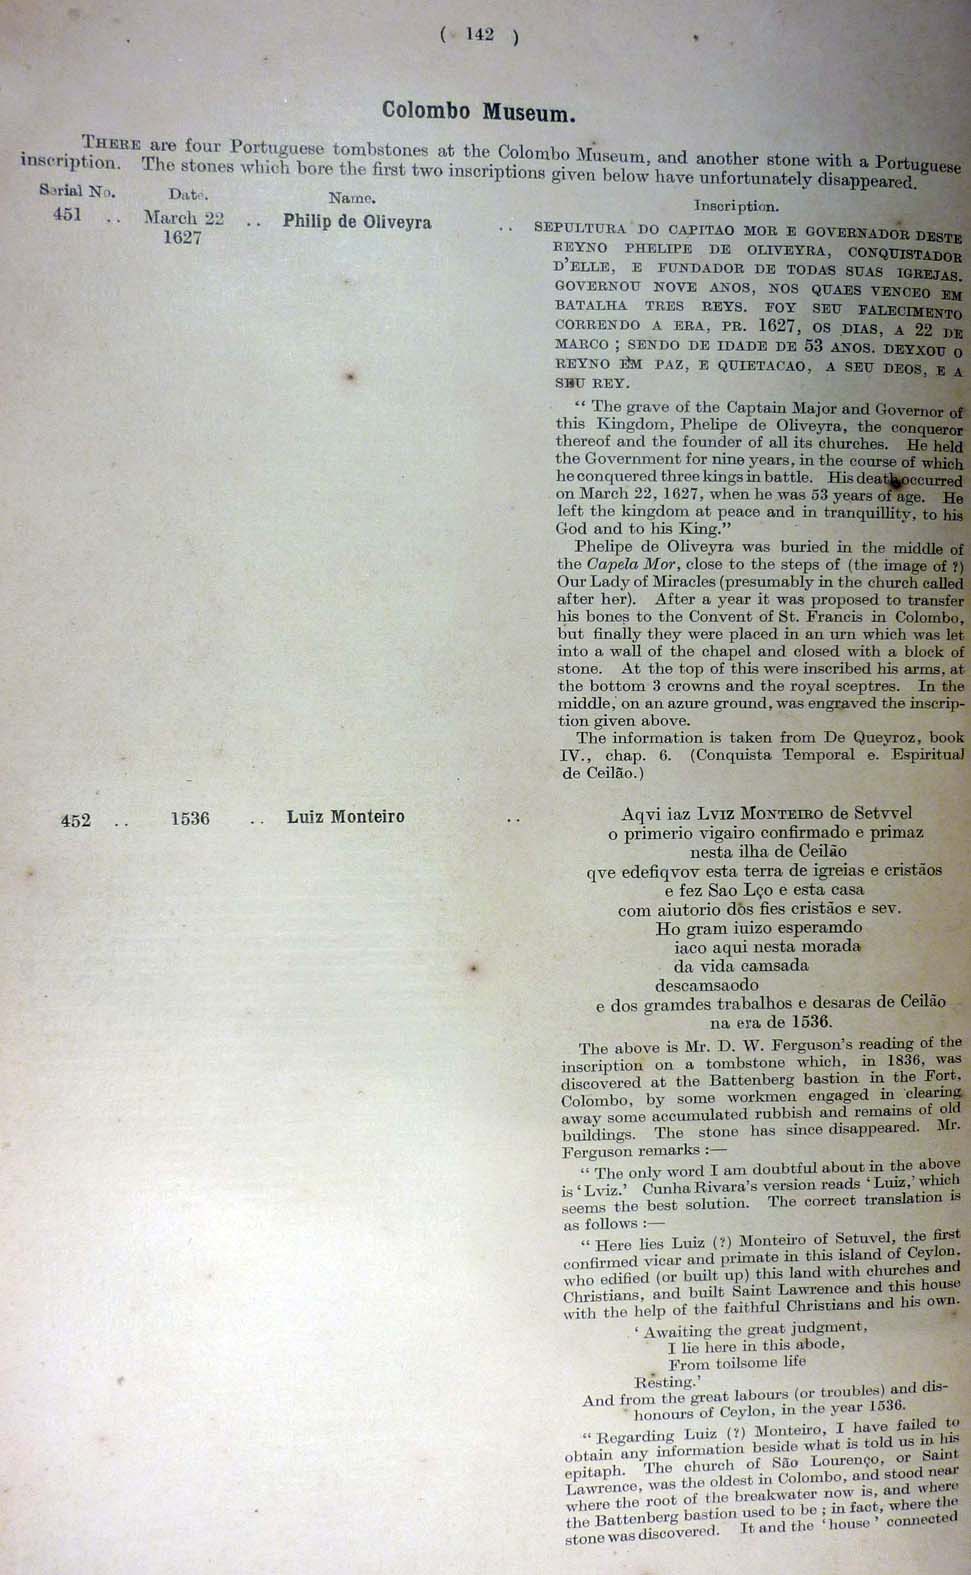 ( 142 )
Colombo Museum.
THERE are four Portuguese tombstones at the Colombo Museum, and another stone with a Portuguese
inscription. The stones which bore the first two inscriptions given below have unfortunately disappeared.
Serial No. Date. Name. Inscription.
451 .. March 22 .. Philip de Oliveyra .. SEPULTURA DO CAPITAO MOR E GOVERNADOR DESTE
1627
REYNO PHELIPE DE OLIVEYRA, CONQUISTADOR
D'ELLE, E FUNDADOR DE TODAS SUAS IGREJAS.
GOVERNOU NOVE ANOS, NOS QUAES VENCEO EM
BATALHA TRES REYS. FOY SEU FALECIMENTO
CORRENDO A ERA, PR. 1627, OS DIAS, A 22 DE
MARCO ; SENDO DE IDADE DE 53 ANOS. DEYXOU O
REYNO EM PAZ, E QUIETACAO, A SEU DEOS, E A
SEU REY.
" The grave of the Captain Major and Governor of
this Kingdom, Phelipe de Oliveyra, the conqueror
thereof and the founder of all its churches. He held
the Government for nine years, in the course of which
he conquered three kings in battle. His death occurred
on March 22, 1627, when he was 53 years of age. He
left the kingdom at peace and in tranquillity, to his
God and to his King."
Phelipe de Oliveyra was buried in the middle of
the Capela Mor, close to the steps of (the image of ?)
Our Lady of Miracles (presumably in the church called
after her). After a year it was proposed to transfer
his bones to the Convent of St. Francis in Colombo,
but finally they were placed in an urn which was let
into a wall of the chapel and closed with a block of
stone. At the top of this were inscribed his arms, at
the bottom 3 crowns and the royal sceptres. In the
middle, on an azure ground, was engraved the inscrip-
tion given above.
The information is taken from De Queyroz, book
IV., chap. 6. (Conquista Temporal e. Espiritual
de Ceilão.)
452 .. 1536 .. Luiz Monteiro .. Aqvi iaz LVIZ MONTEIRO de Setvvel
o primerio vigairo confirmado e primaz
nesta ilha de Ceilão
qve edefiqvov esta terra de igreias e cristãos
e fez Sao Lço e esta casa
com aiutorio dos fies cristãos e sev.
Ho gram iuizo esperamdo
iaco aqui nesta morada
da vida camsada
descamsaodo
e dos gramdes trabalhos e desaras de Ceilão
na era de 1536.
The above is Mr. D. W. Ferguson's reading of the
inscription on a tombstone which, in 1836, was
discovered at the Battenberg bastion in the Fort,
Colombo, by some workmen engaged in clearing
away some accumulated rubbish and remains of old
buildings. The stone has since disappeared. Mr.
Ferguson remarks :—
" The only word I am doubtful about in the above
is ' Lviz.' Cunha Rivara's version reads ' Luiz,' which
seems the best solution. The correct translation is
as follows :—
" Here lies Luiz (?) Monteiro of Setuvel, the first
confirmed vicar and primate in this island of Ceylon,
who edified (or built up) this land with churches and
Christians, and built Saint Lawrence and this house
with the help of the faithful Christians and his own.
' Awaiting the great judgment,
I lie here in this abode,
From toilsome life
Resting.'
And from the great labours (or troubles) and dis-
honours of Ceylon, in the year 1536.
" Regarding Luiz (?) Monteiro, I have failed to
obtain any information beside what is told us in his
epitaph. The church of São Lourenço, or Saint
Lawrence, was the oldest in Colombo, and stood near
where the root of the breakwater now is, and where
the Battenberg bastion used to be ; in fact, where the
stone was discovered. It and the ' house ' connected